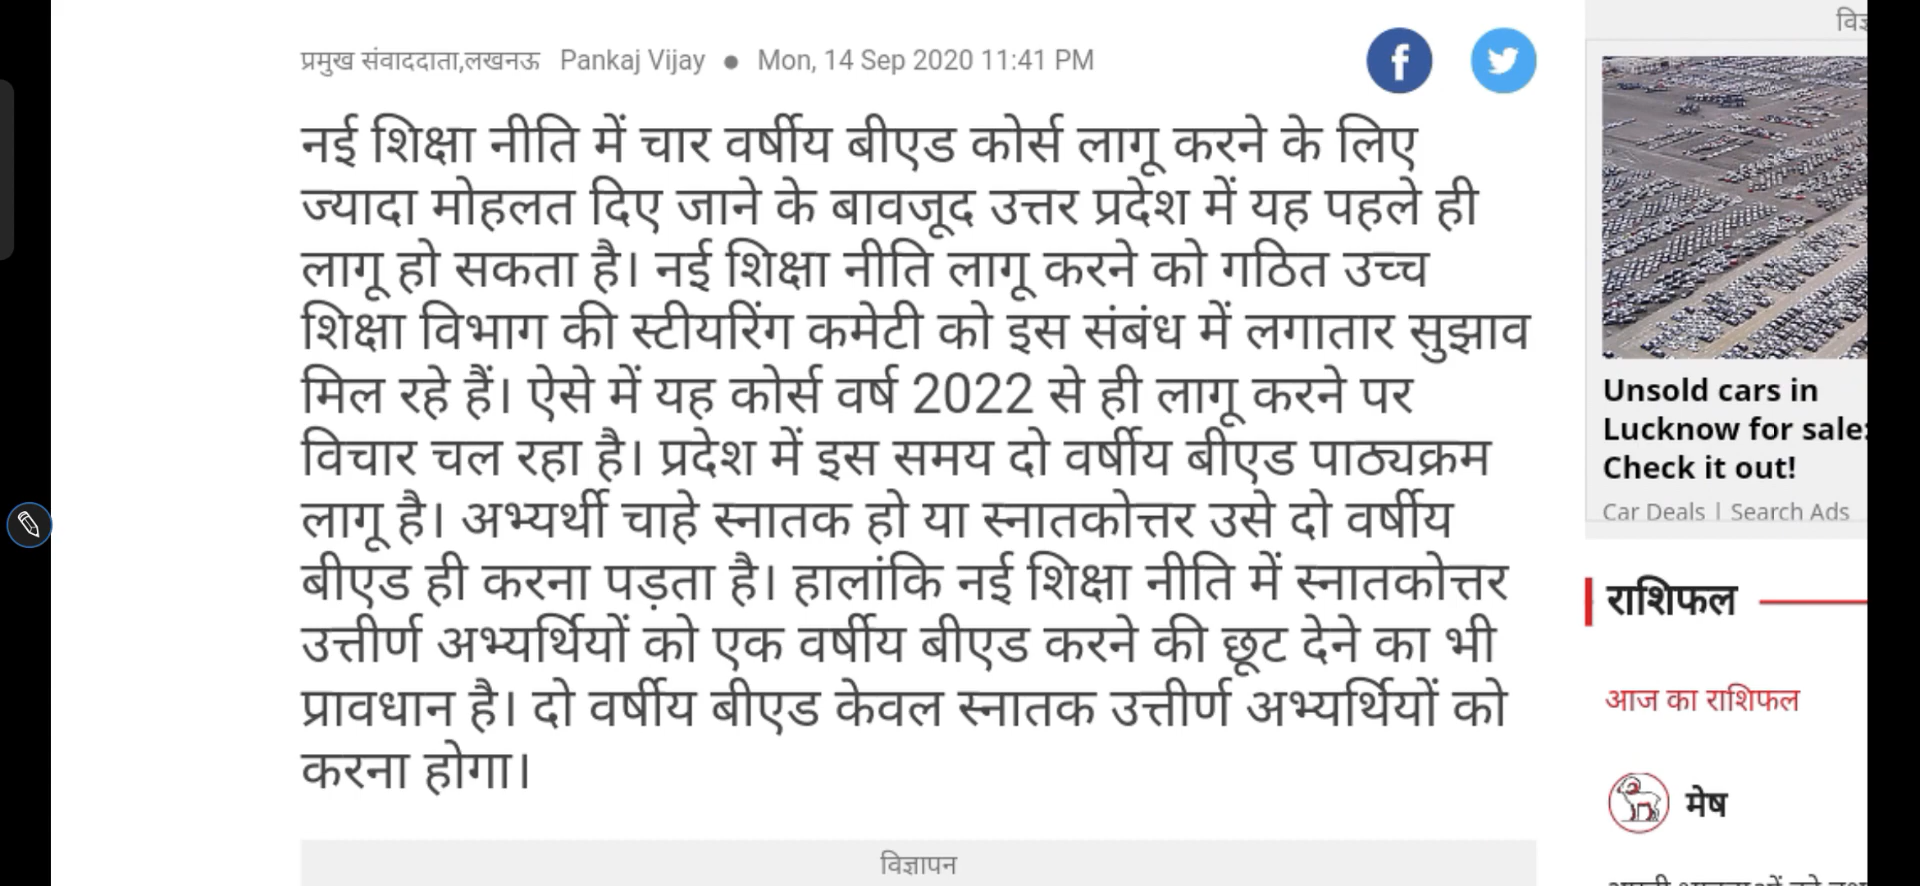 विज्ञ
प्रमुख संवाददाता,लखनऊ Pankaj Vijay ● Mon, 14 Sep 2020 11:41 PM
नई शिक्षा नीति में चार वर्षीय बीएड कोर्स लागू करने के लिए
ज्यादा मोहलत दिए जाने के बावजूद उत्तर प्रदेश में यह पहले ही
लागू हो सकता है। नई शिक्षा नीति लागू करने को गठित उच्च
शिक्षा विभाग की स्टीयरिंग कमेटी को इस संबंध में लगातार सुझाव
मिल रहे हैं। ऐसे में यह कोर्स वर्ष 2022 से ही लागू करने पर
विचार चल रहा है। प्रदेश में इस समय दो वर्षीय बीएड पाठ्यक्रम
लागू है। अभ्यर्थी चाहे स्नातक हो या स्नातकोत्तर उसे दो वर्षीय
बीएड ही करना पड़ता है। हालांकि नई शिक्षा नीति में स्नातकोत्तर
उत्तीर्ण अभ्यर्थियों को एक वर्षीय बीएड करने की छूट देने का भी
प्रावधान है। दो वर्षीय बीएड केवल स्नातक उत्तीर्ण अभ्यर्थियों को
करना होगा।
विज्ञापन
Unsold cars in
Lucknow for sale:
Check it out!
Car Deals | Search Ads
राशिफल
आज का राशिफल
मेष